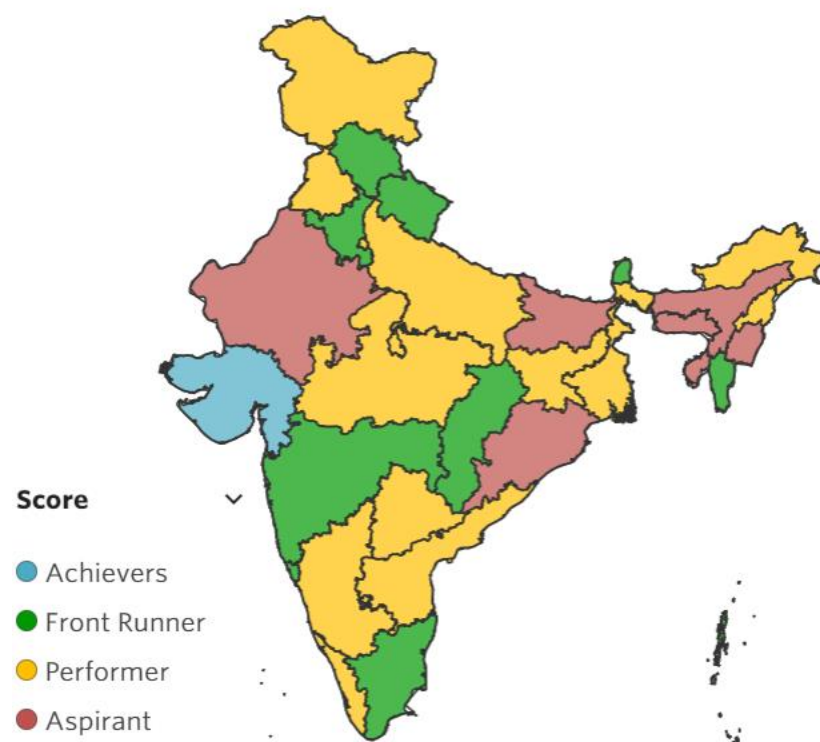 Score
Achievers
Front Runner
Performer
Aspirant